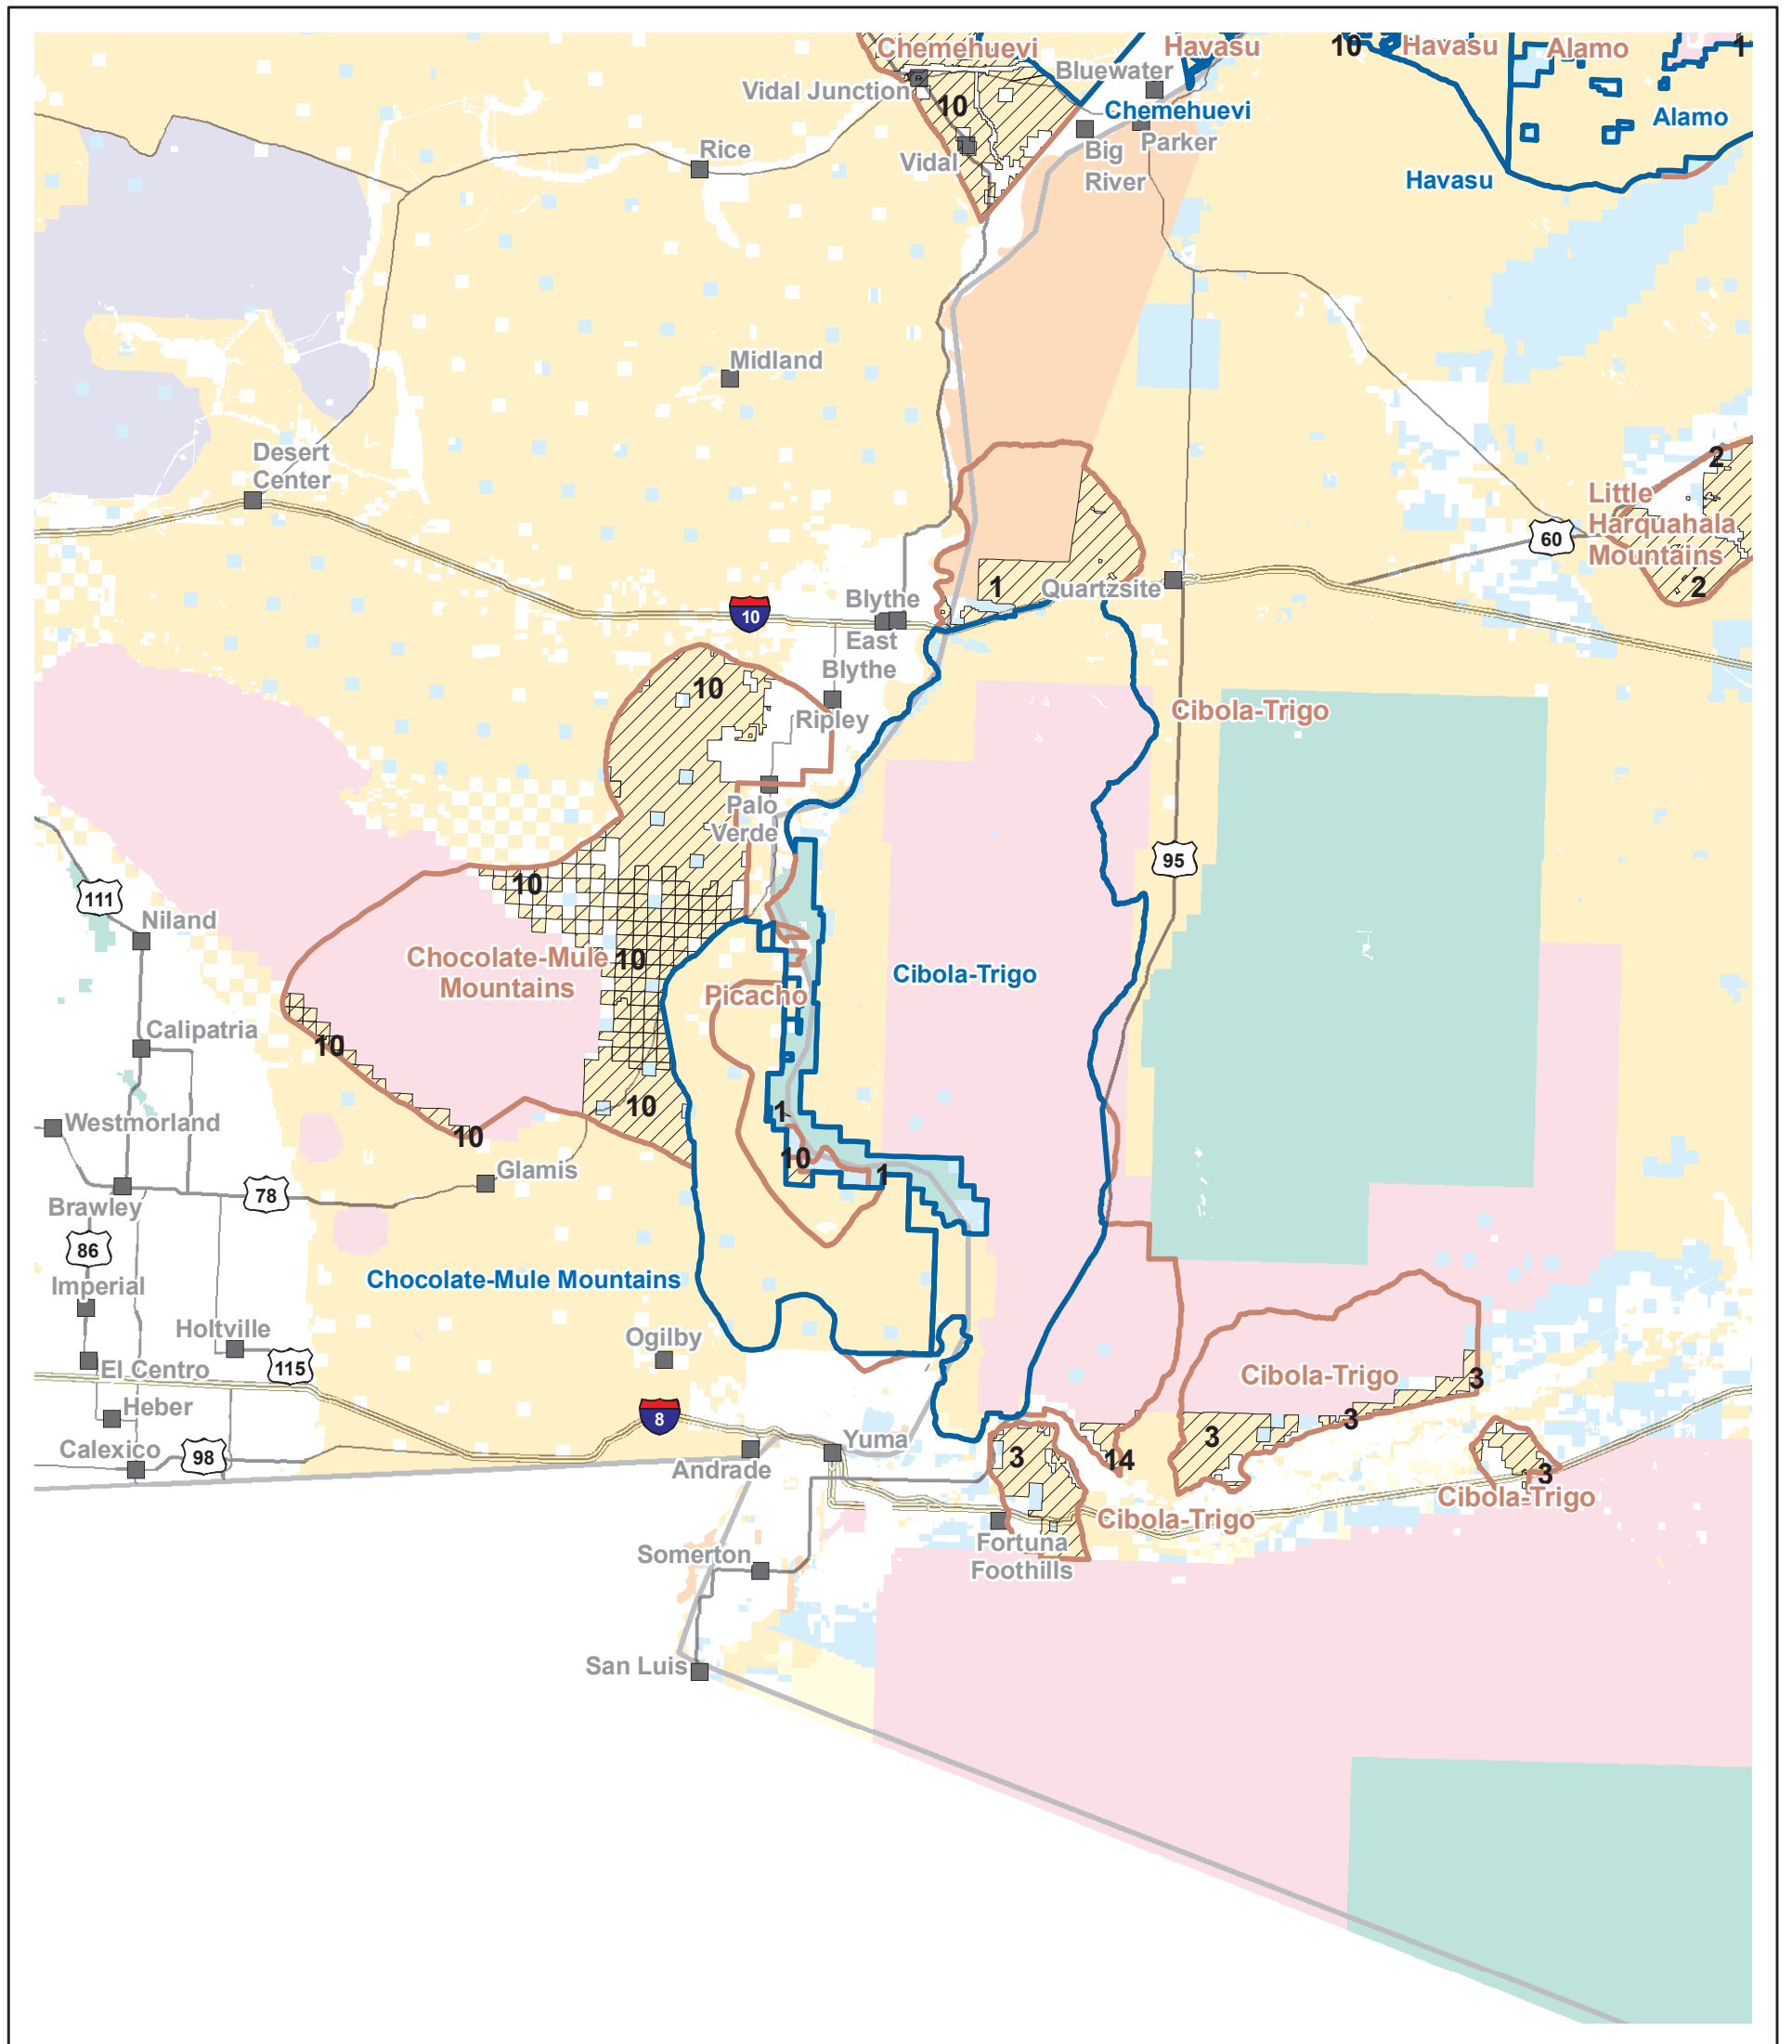 Chemehuevi
Havasu
10
Havasu
Alamo
1
Vidal Junction
Bluewater
10
Chemehuevi
Alamo
Rice
Vidal
Big
River
Parker
Havasu
Midland
Desert
Center
2
Little
Harquahala
Mountains
60
2
1
Quartzsite
10
Blythe
East
Blythe
10
Ripley
Cibola-Trigo
Palo
Verde
95
111
10
Niland
Chocolate-Mule
Mountains
10
Picacho
Cibola-Trigo
Calipatria
10
Westmorland
10
10
1
10
1
Glamis
78
Brawley
86
Imperial
Chocolate-Mule Mountains
Holtville
Ogilby
115
El Centro
Cibola-Trigo
3
Heber
8
3
Calexico
98
Andrade
Yuma
3
14
3
3
Cibola-Trigo
Cibola-Trigo
Fortuna
Foothills
Somerton
San Luis